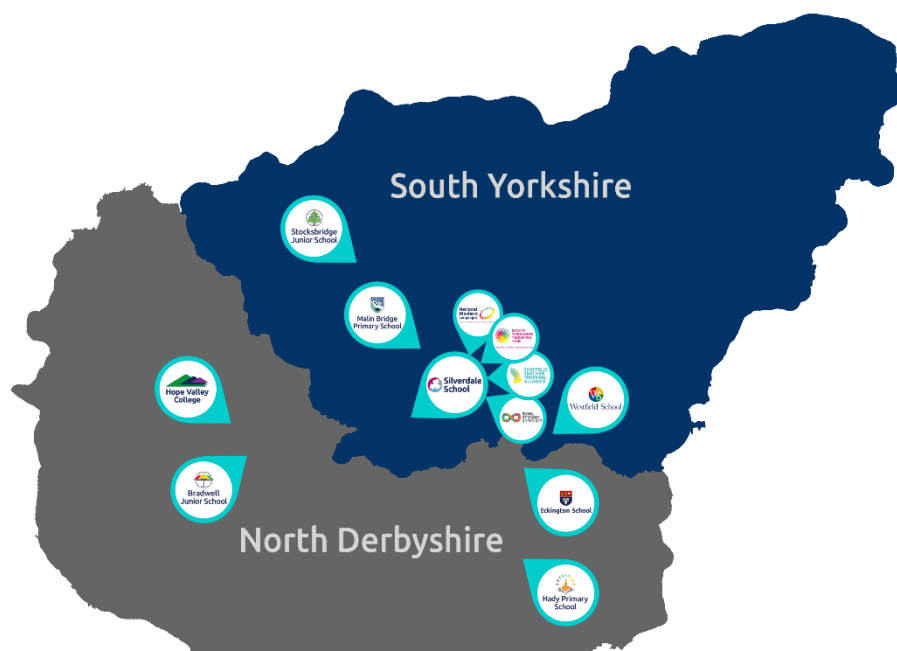 South Yorkshire
Stocksbridge
Junior School
Malin Bridge
Primary School
National
Modern
Languages
SOUTH
YORKSHIRE
TEACHING
HUB
Silverdale
School
SHEFFIELD
TEACHER
TRAINING
ALLIANCE
Hope Valley
College
Westfield School
Bradwell
Junior School
Eckington School
North Derbyshire
Hady Primary
School